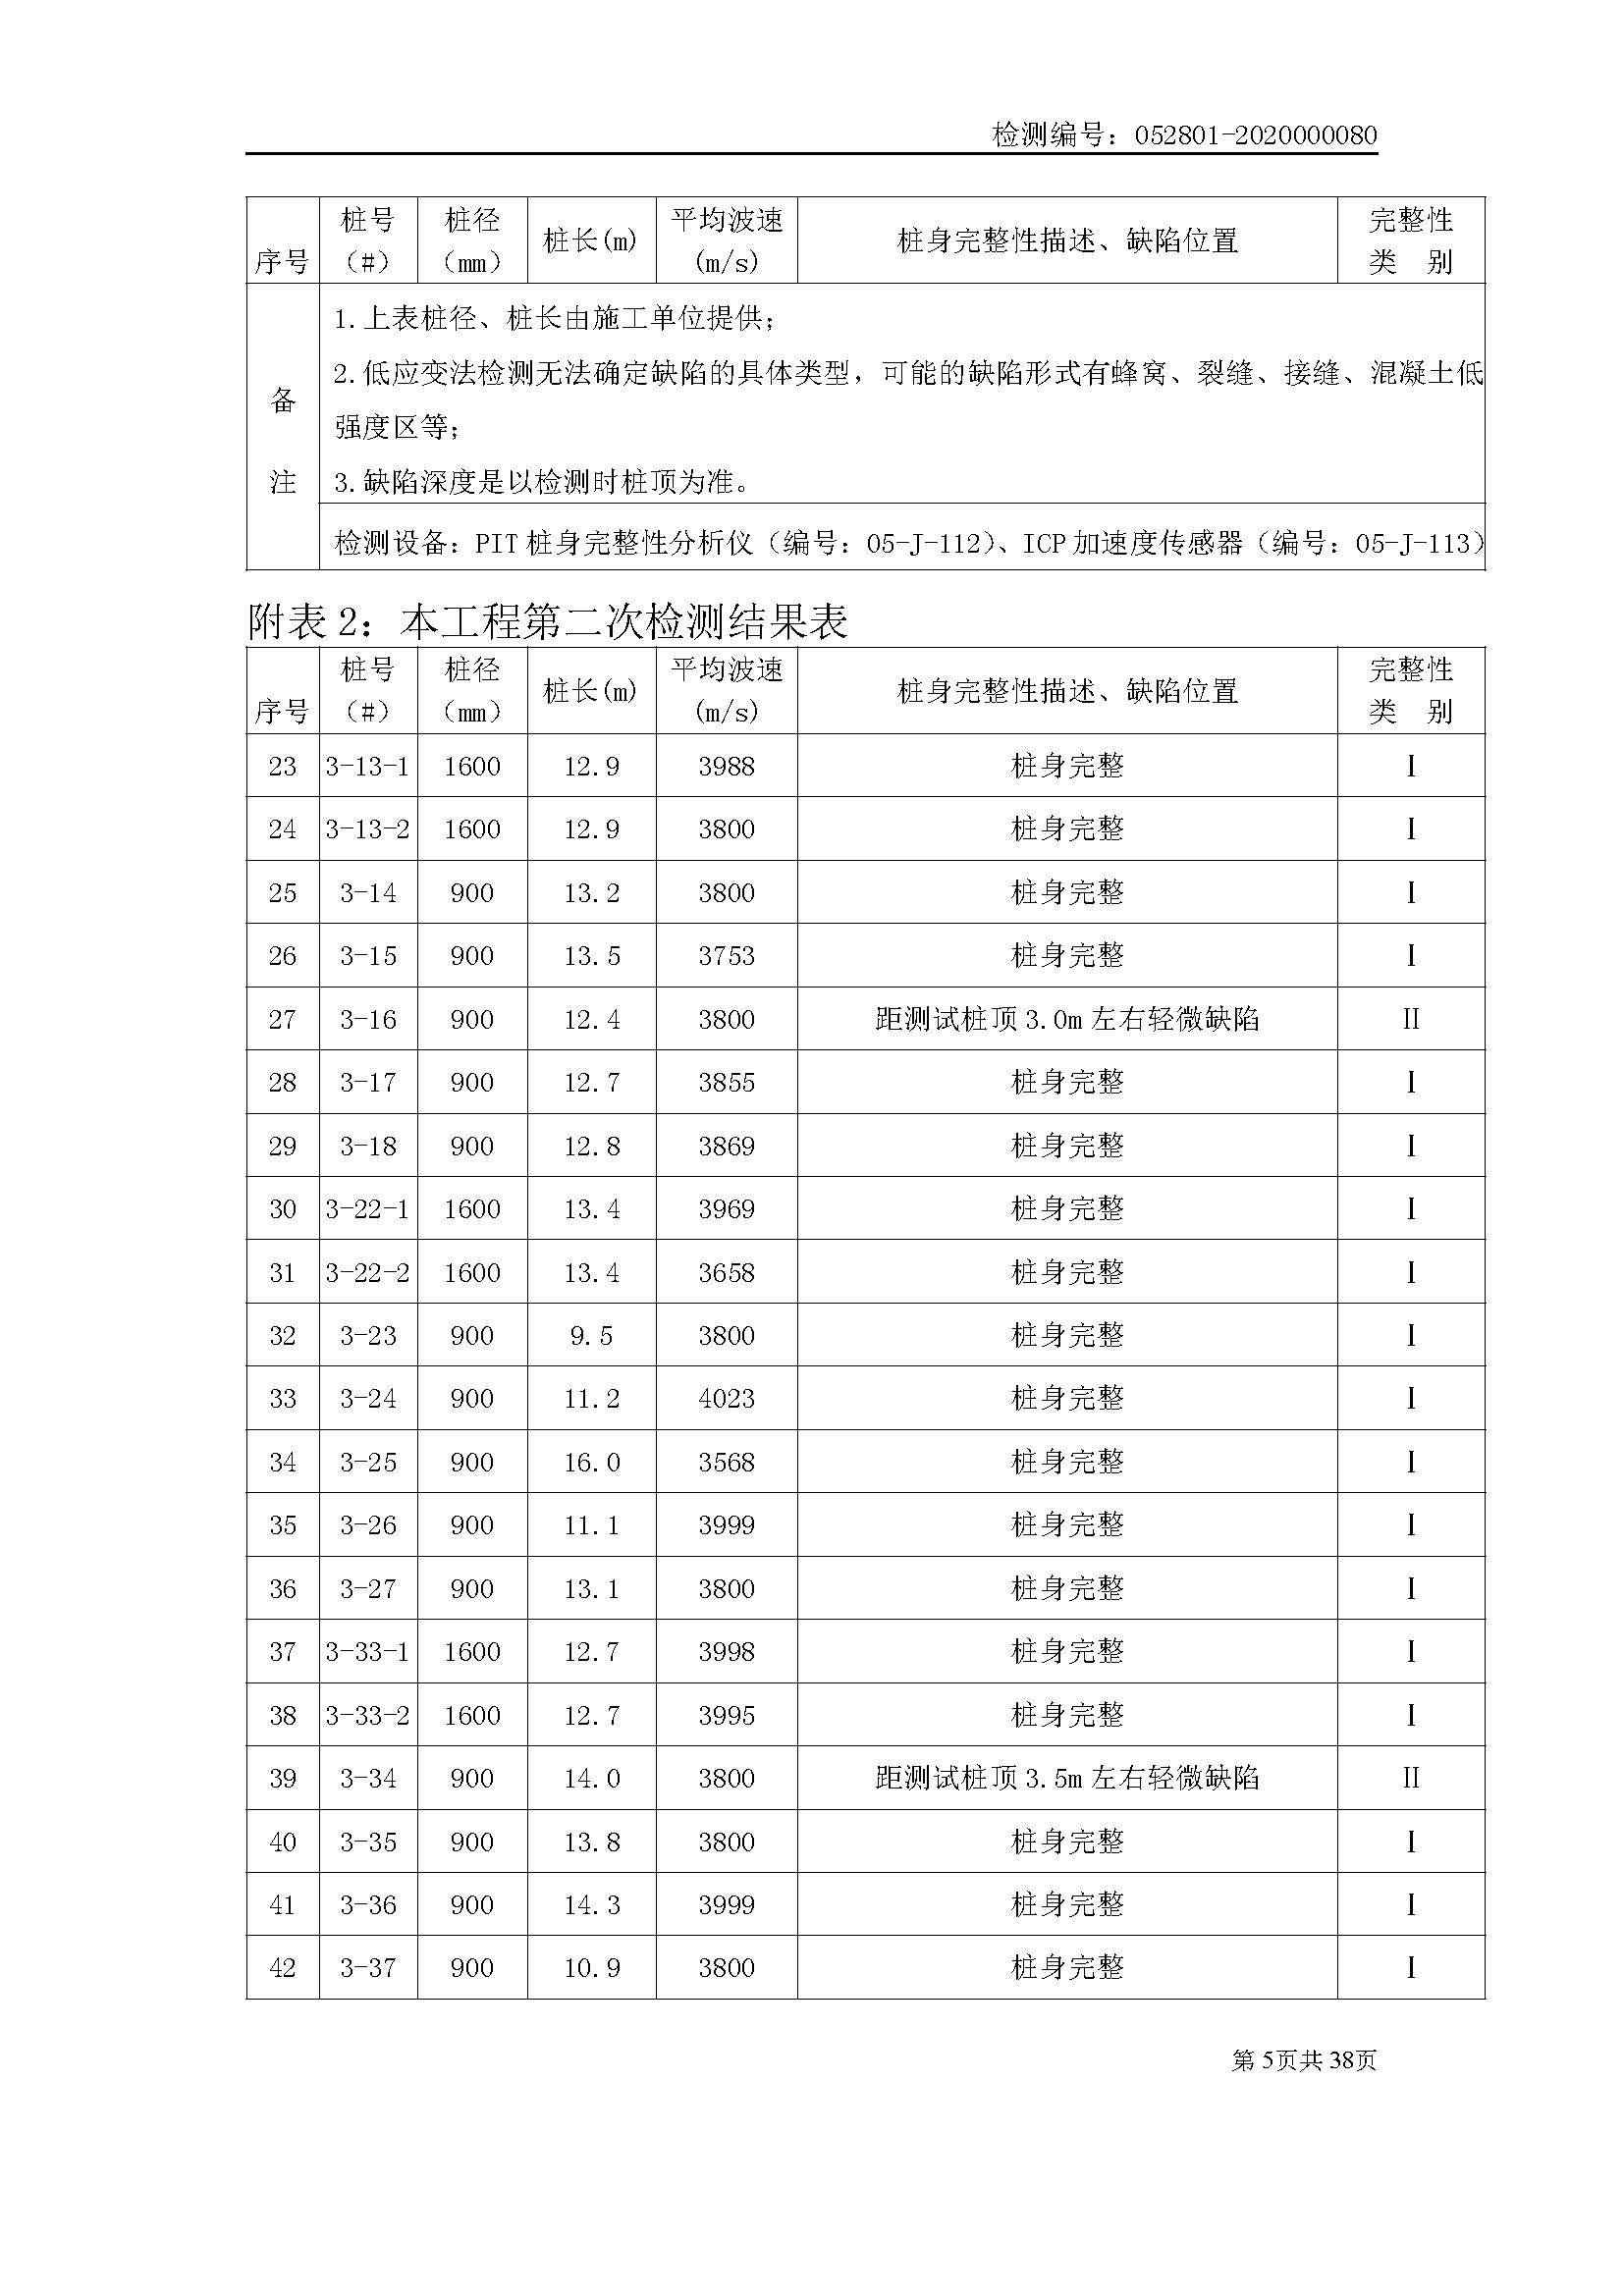 检测编号：052801-2020000080
序号 桩号（#） 桩径（mm） 桩长(m) 平均波速(m/s) 桩身完整性描述、缺陷位置 完整性类 别
备注
1.上表桩径、桩长由施工单位提供；
2.低应变法检测无法确定缺陷的具体类型，可能的缺陷形式有蜂窝、裂缝、接缝、混凝土低
强度区等；
3.缺陷深度是以检测时桩顶为准。
检测设备：PIT桩身完整性分析仪（编号：05-J-112）、ICP加速度传感器（编号：05-J-113）
附表2：本工程第二次检测结果表
序号 桩号（#） 桩径（mm） 桩长(m) 平均波速(m/s) 桩身完整性描述、缺陷位置 完整性类 别
23 3-13-1 1600 12.9 3988 桩身完整 I
24 3-13-2 1600 12.9 3800 桩身完整 I
25 3-14 900 13.2 3800 桩身完整 I
26 3-15 900 13.5 3753 桩身完整 I
27 3-16 900 12.4 3800 距测试桩顶3.0m左右轻微缺陷 II
28 3-17 900 12.7 3855 桩身完整 I
29 3-18 900 12.8 3869 桩身完整 I
30 3-22-1 1600 13.4 3969 桩身完整 I
31 3-22-2 1600 13.4 3658 桩身完整 I
32 3-23 900 9.5 3800 桩身完整 I
33 3-24 900 11.2 4023 桩身完整 I
34 3-25 900 16.0 3568 桩身完整 I
35 3-26 900 11.1 3999 桩身完整 I
36 3-27 900 13.1 3800 桩身完整 I
37 3-33-1 1600 12.7 3998 桩身完整 I
38 3-33-2 1600 12.7 3995 桩身完整 I
39 3-34 900 14.0 3800 距测试桩顶3.5m左右轻微缺陷 II
40 3-35 900 13.8 3800 桩身完整 I
41 3-36 900 14.3 3999 桩身完整 I
42 3-37 900 10.9 3800 桩身完整 I
第 5页共 38页